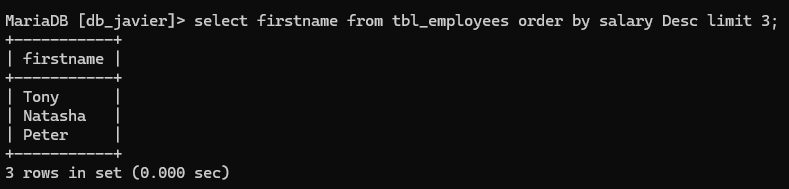 MariaDB [db_javier]> select firstname from tbl_employees order by salary Desc limit 3;
+-----------+
| firstname |
+-----------+
| Tony      |
| Natasha   |
| Peter     |
+-----------+
3 rows in set (0.000 sec)